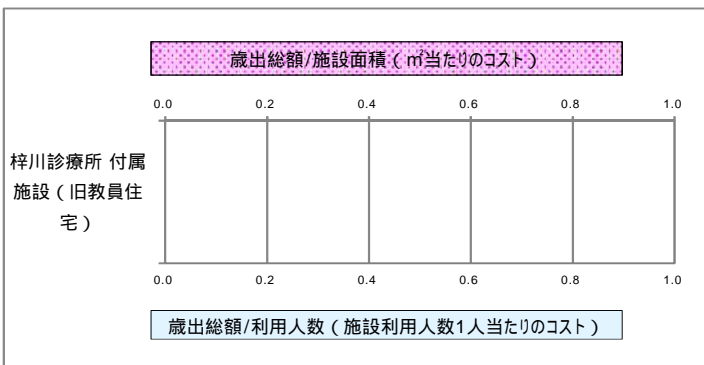 歳出総額/施設面積（㎡当たりのコスト）
0.0 0.2 0.4 0.6 0.8 1.0
梓川診療所 付属
施設（旧教員住
宅）
0.0 0.2 0.4 0.6 0.8 1.0
歳出総額/利用人数（施設利用人数1人当たりのコスト）